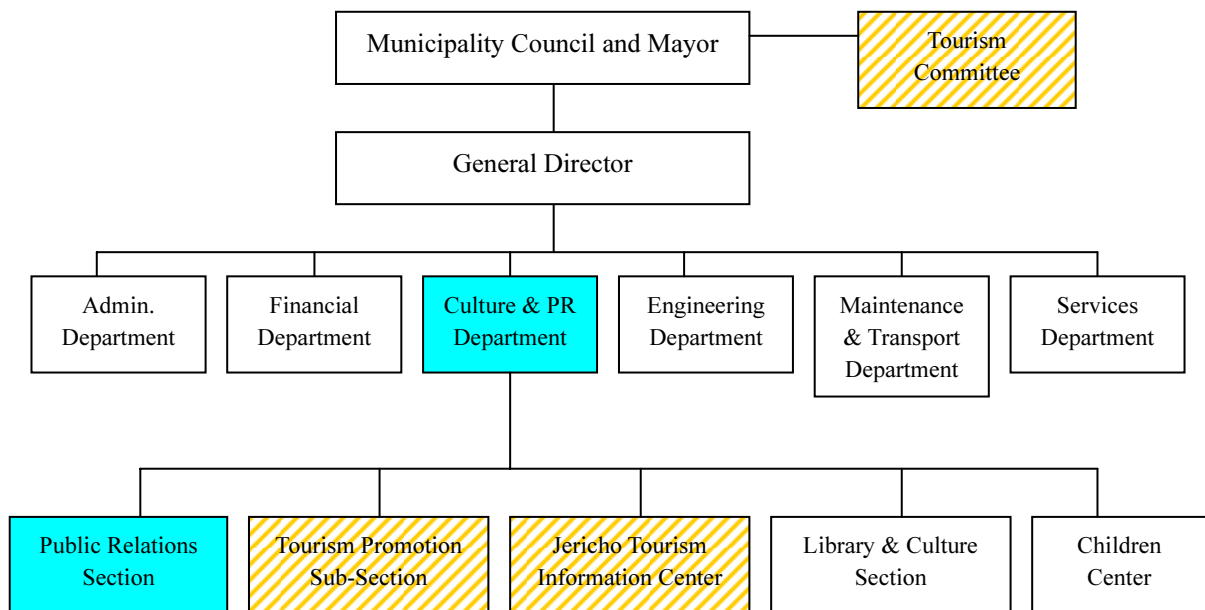 Municipality Council and Mayor
Tourism
Committee
General Director
Admin.
Department
Financial
Department
Culture & PR
Department
Engineering
Department
Maintenance
& Transport
Department
Services
Department
Public Relations
Section
Tourism Promotion
Sub-Section
Jericho Tourism
Information Center
Library & Culture
Section
Children
Center